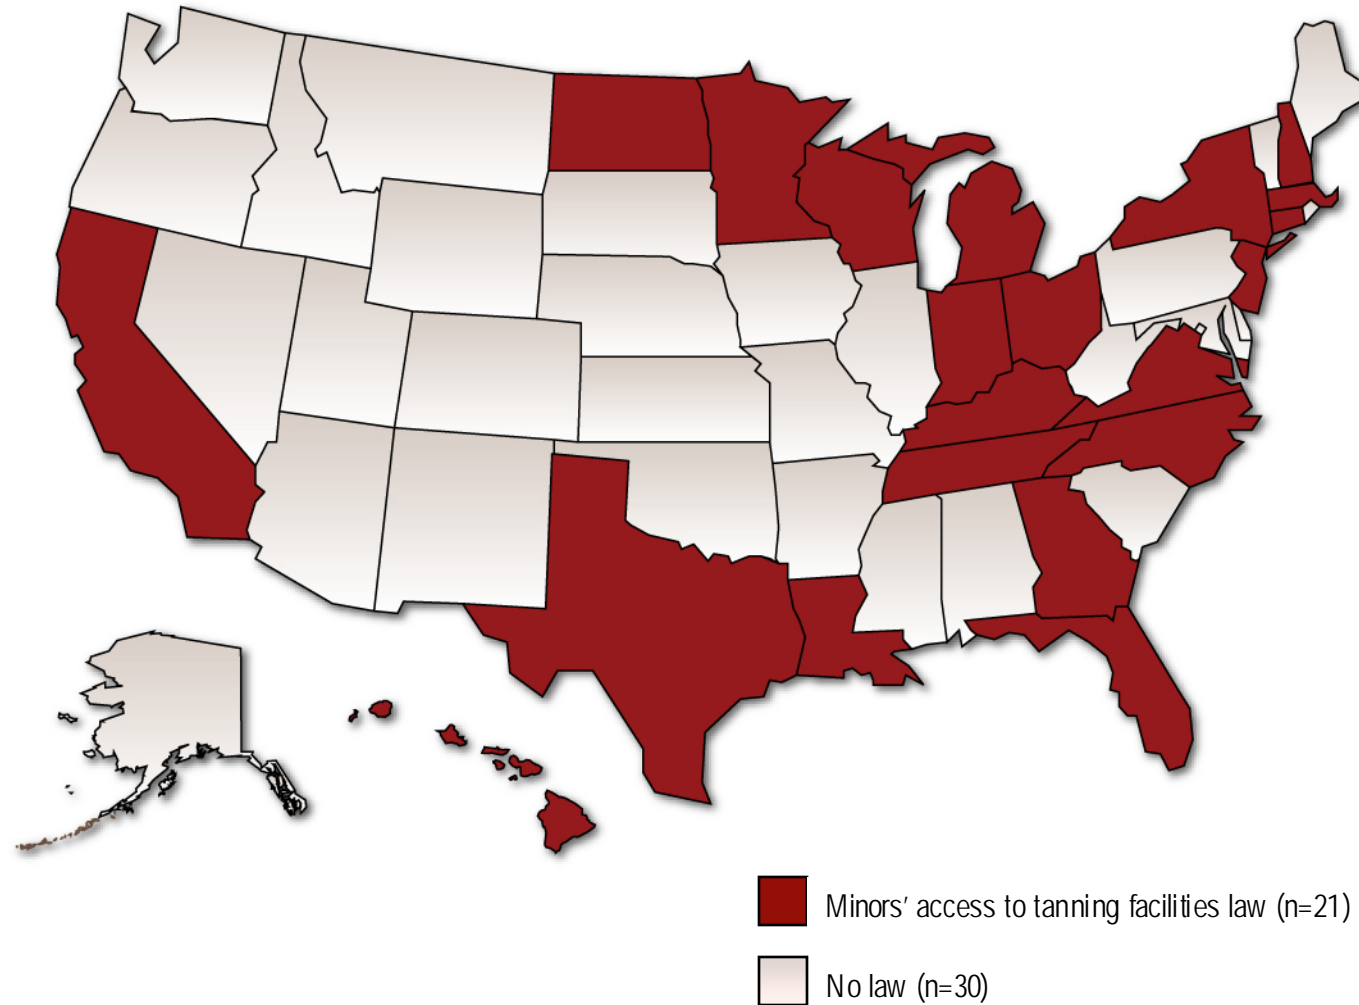 Minors’ access to tanning facilities law (n=21)
No law (n=30)